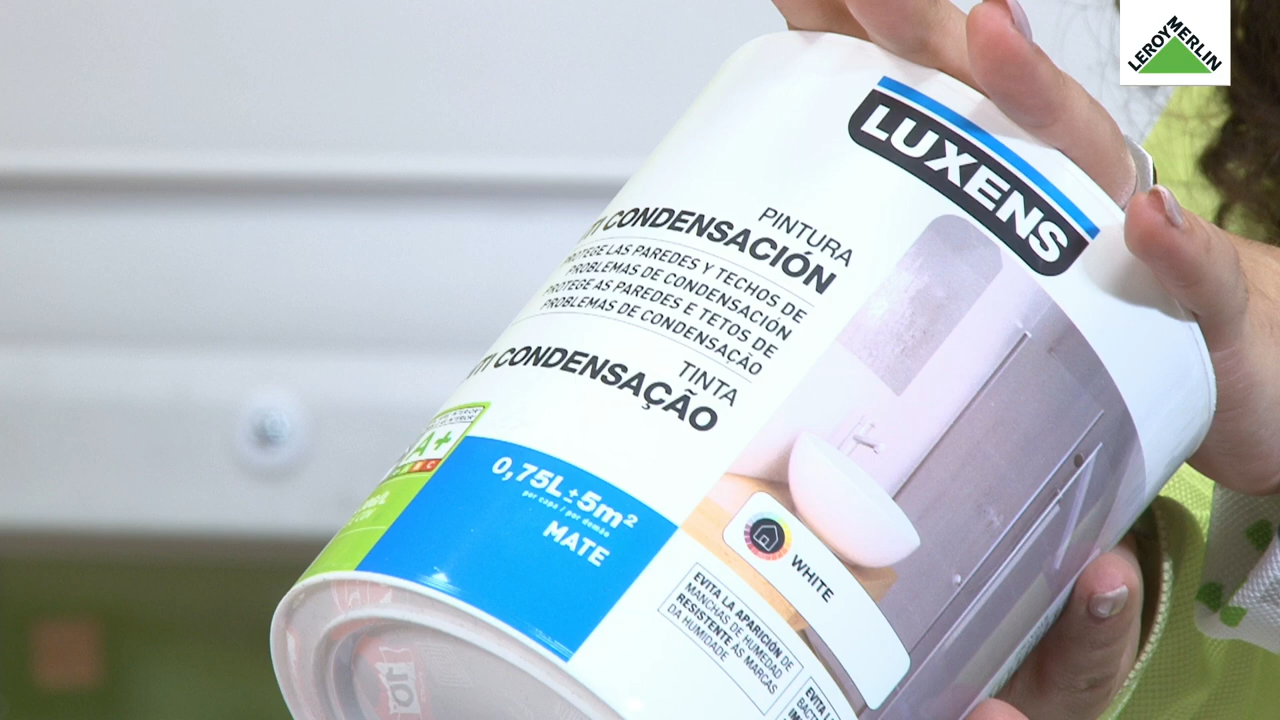 LEROY MERLIN
LUXENS
PINTURA
CONDENSACIÓN
PROTEGE LAS PAREDES Y TECHOS DE
PROBLEMAS DE CONDENSACIÓN
PROTEGE AS PAREDES E TETOS DE
PROBLEMAS DE CONDENSAÇÃO
TINTA
CONDENSAÇÃO
A+
0,75L ± 5m²
por capa / por demão
MATE
WHITE
EVITA LA APARICIÓN DE
MANCHAS DE HUMEDAD
RESISTENTE AS MARCAS
DA HUMIDADE